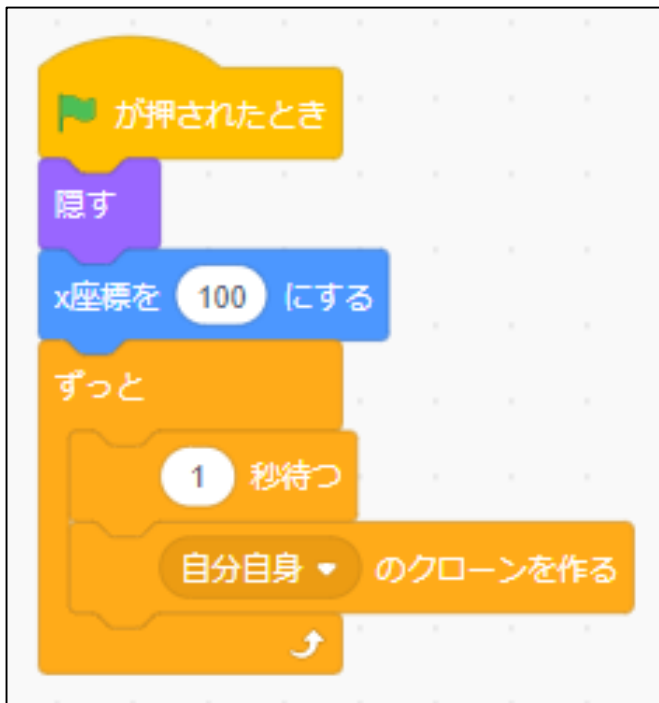 が押されたとき
隠す
x座標を 100 にする
ずっと
1 秒待つ
自分自身 のクローンを作る